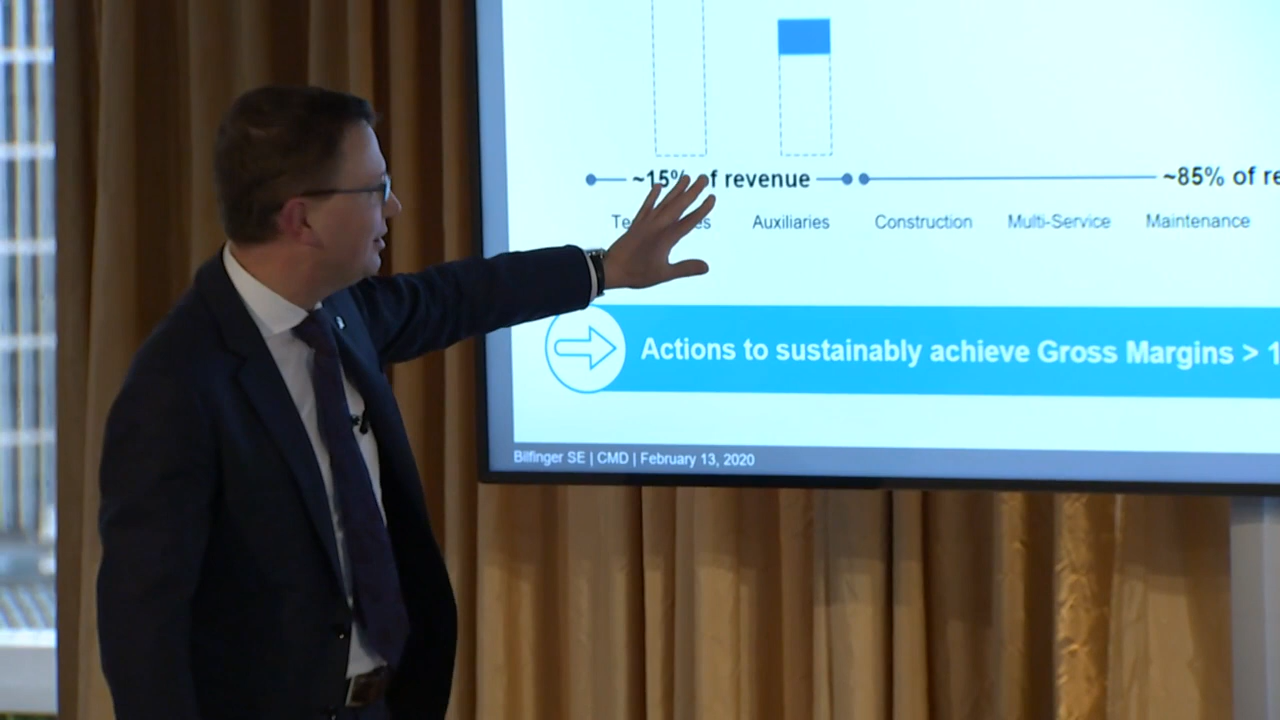 ~15% of revenue
~85% of re
Auxiliaries
Construction
Multi-Service
Maintenance
Actions to sustainably achieve Gross Margins > 1
Bilfinger SE | CMD | February 13, 2020